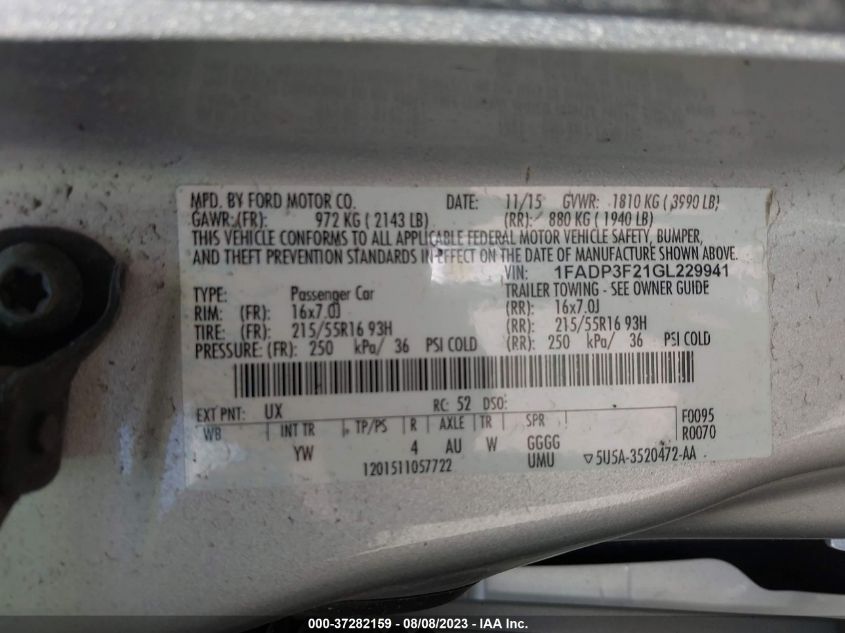 MFD. BY FORD MOTOR CO. DATE: 11/15 GVWR: 1810 KG ( 3990 LB)
GAWR:(FR): 972 KG ( 2143 LB) (RR): 880 KG ( 1940 LB)
THIS VEHICLE CONFORMS TO ALL APPLICABLE FEDERAL MOTOR VEHICLE SAFETY, BUMPER,
AND THEFT PREVENTION STANDARDS IN EFFECT ON THE DATE OF MANUFACTURE SHOWN ABOVE.
VIN: 1FADP3F21GL229941
TYPE: Passenger Car TRAILER TOWING - SEE OWNER GUIDE
RIM: (FR): 16x7.0J (RR): 16x7.0J
TIRE: (FR): 215/55R16 93H (RR): 215/55R16 93H
PRESSURE: (FR): 250 kPa/ 36 PSI COLD (RR): 250 kPa/ 36 PSI COLD
EXT PNT: UX RC: 52 DSO: F0095
WB INT TR TP/PS R AXLE TR SPR R0070
YW 4 AU W GGGG
1201511057722 UMU ▽5U5A-3520472-AA
000-37282159 - 08/08/2023 - IAA Inc.